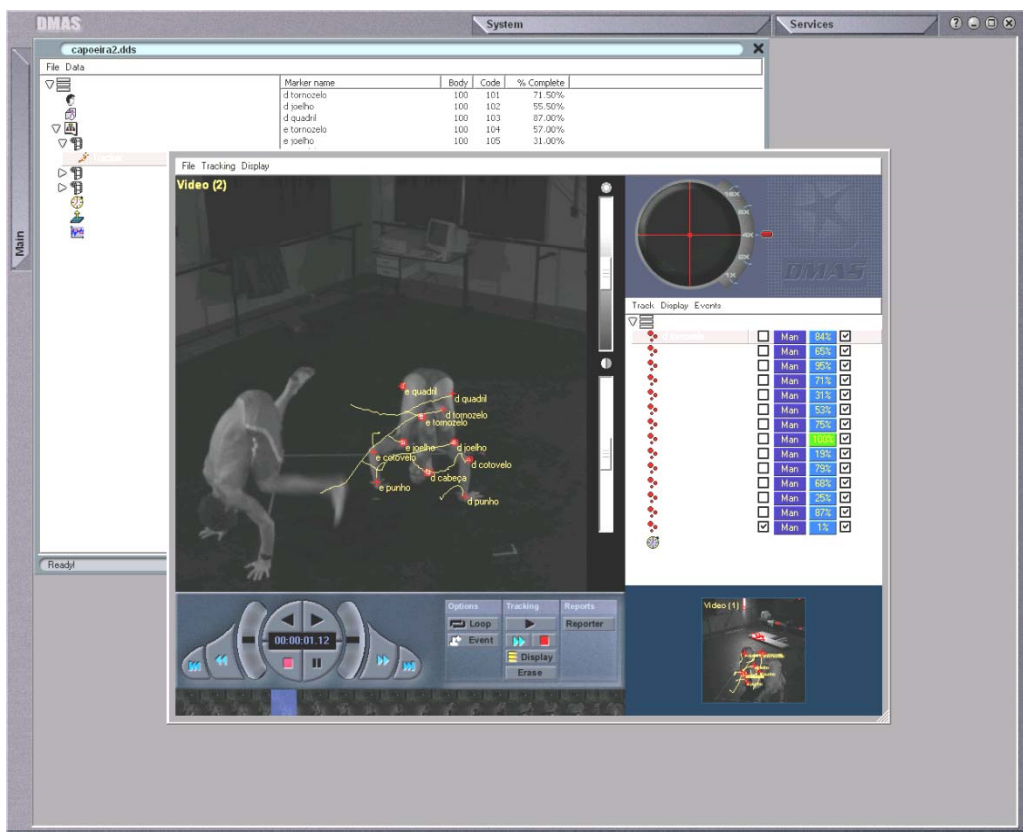 DMAS
System
Services
Main
capoeira2.dds
File Data
Marker name Body Code % Complete
d tornozelo 100 101 71.50%
d joelho 100 102 55.50%
d quadril 100 103 87.00%
e tornozelo 100 104 57.00%
e joelho 100 105 31.00%
File Tracking Display
Video (2)
16X
8X
4X
2X
1X
DMAS
Track Display Events
Man 84%
Man 65%
Man 95%
Man 71%
Man 31%
Man 53%
Man 75%
Man 100%
Man 19%
Man 79%
Man 68%
Man 25%
Man 87%
Man 1%
e quadril
d quadril
d tornozelo
e tornozelo
e joelho
d joelho
e cotovelo
d cotovelo
d cabeça
e punho
d punho
Ready!
00:00:01.12
Options Tracking Reports
Loop Reporter
Event
Display
Erase
Video (1)